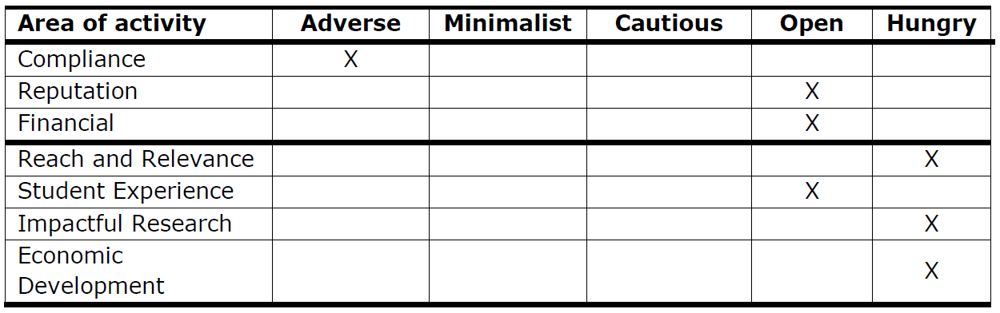 Area of activity Adverse Minimalist Cautious Open Hungry
Compliance X
Reputation X
Financial X
Reach and Relevance X
Student Experience X
Impactful Research X
Economic
Development X